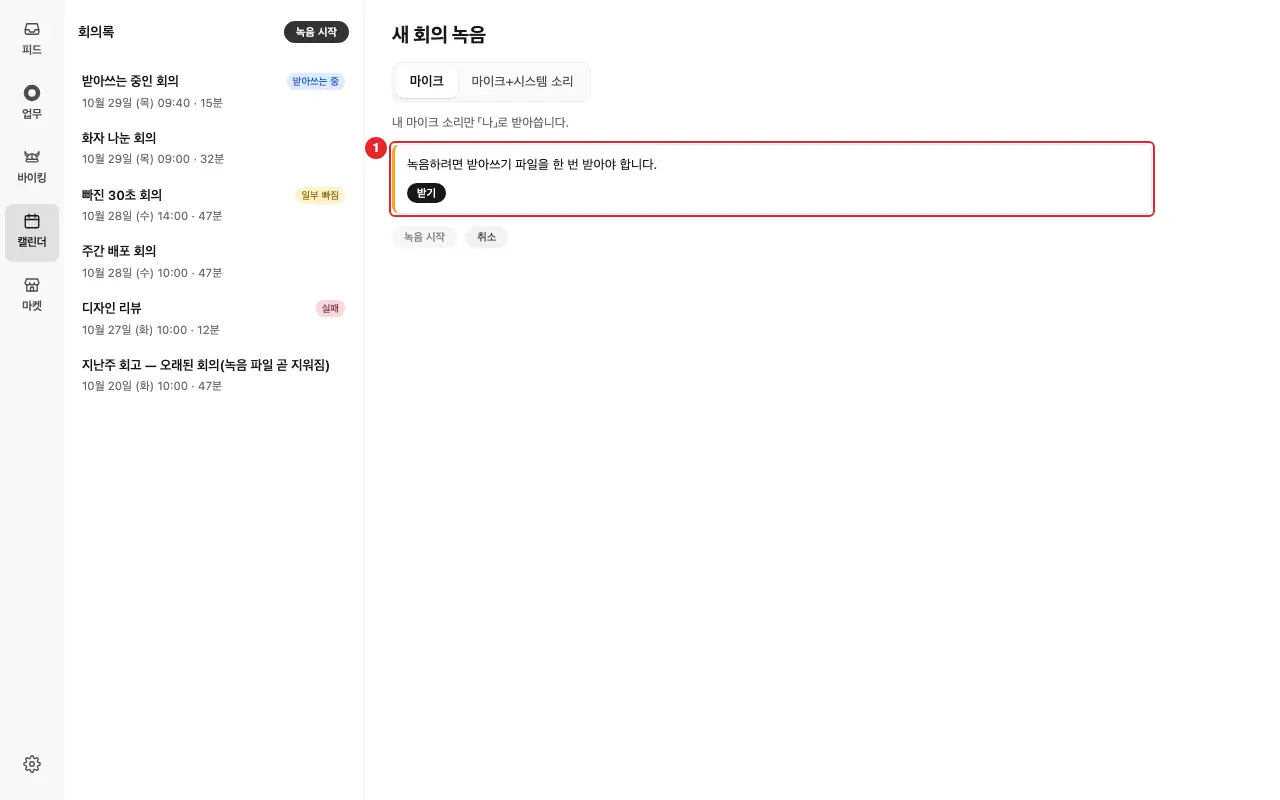 피드
업무
바이킹
캘린더
마켓
회의록
녹음 시작
받아쓰는 중인 회의
받아쓰는 중
10월 29일 (목) 09:40 · 15분
화자 나눈 회의
10월 29일 (목) 09:00 · 32분
빠진 30초 회의
일부 빠짐
10월 28일 (수) 14:00 · 47분
주간 배포 회의
10월 28일 (수) 10:00 · 47분
디자인 리뷰
실패
10월 27일 (화) 10:00 · 12분
지난주 회고 — 오래된 회의(녹음 파일 곧 지워짐)
10월 20일 (화) 10:00 · 47분
새 회의 녹음
마이크
마이크+시스템 소리
내 마이크 소리만 「나」로 받아씁니다.
1
녹음하려면 받아쓰기 파일을 한 번 받아야 합니다.
받기
녹음 시작
취소